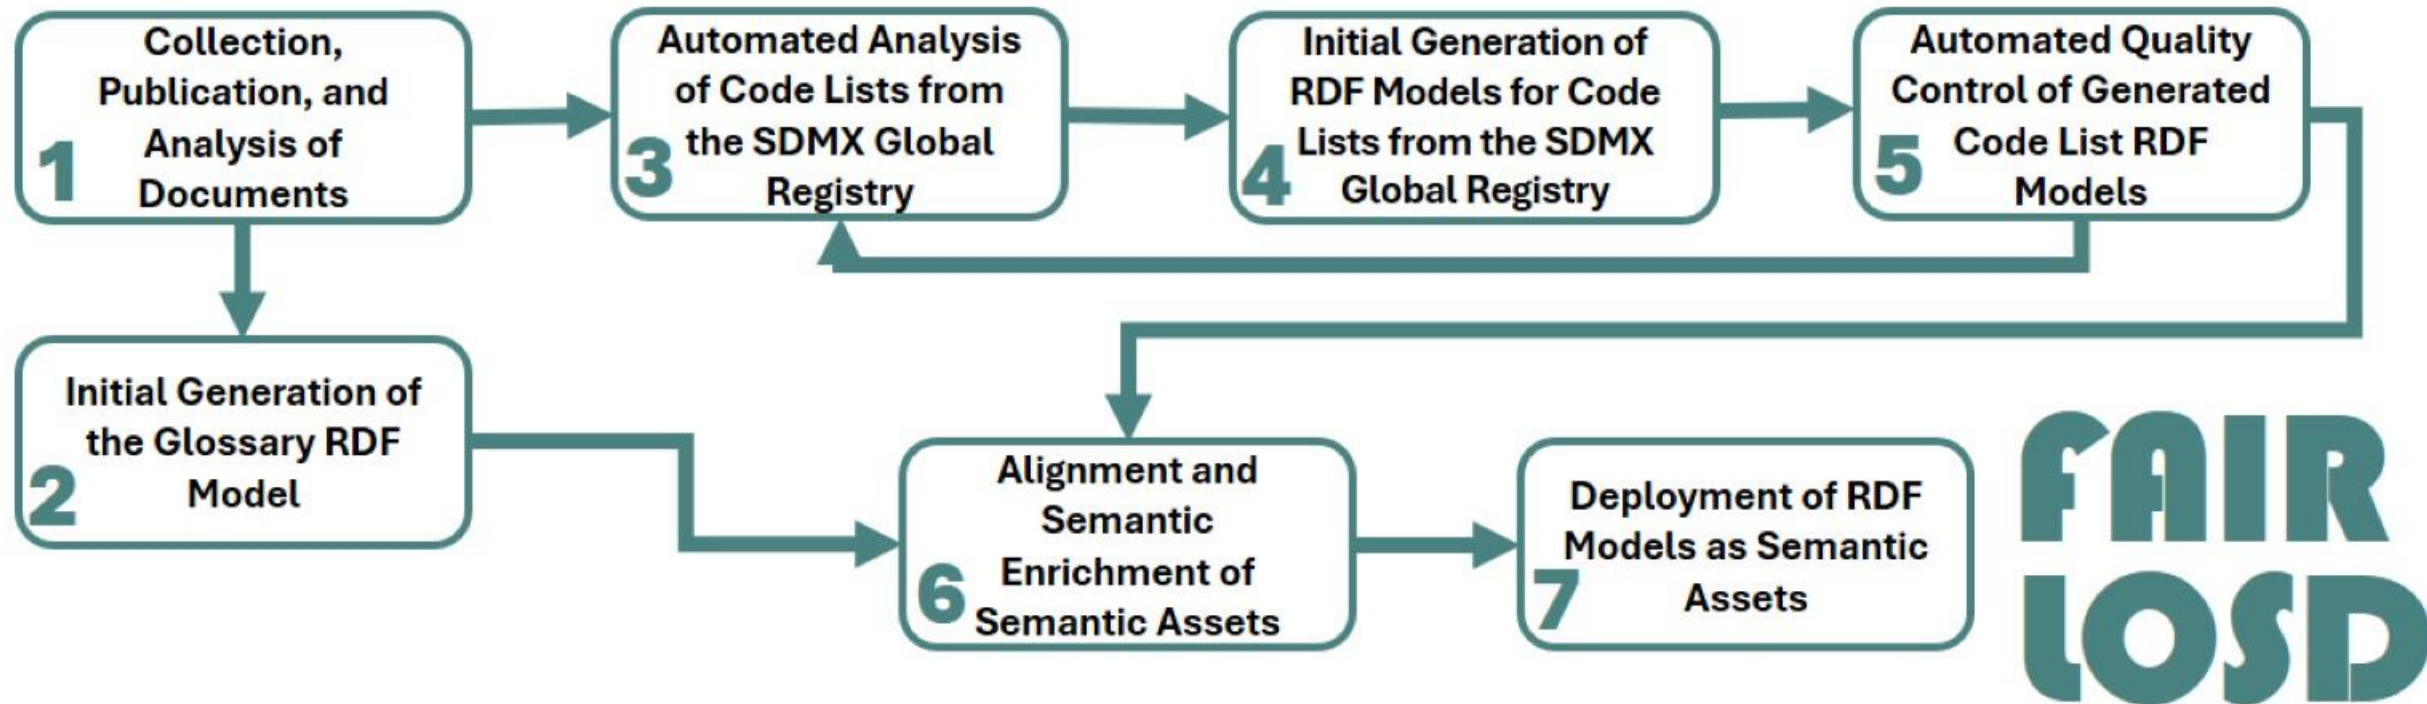 Collection,
Publication, and
Analysis of
Documents
1
Automated Analysis
of Code Lists from
the SDMX Global
Registry
3
Initial Generation of
RDF Models for Code
Lists from the SDMX
Global Registry
4
Automated Quality
Control of Generated
Code List RDF
Models
5
Initial Generation of
the Glossary RDF
Model
2
Alignment and
Semantic
Enrichment of
Semantic Assets
6
Deployment of RDF
Models as Semantic
Assets
7
FAIR
LOSD